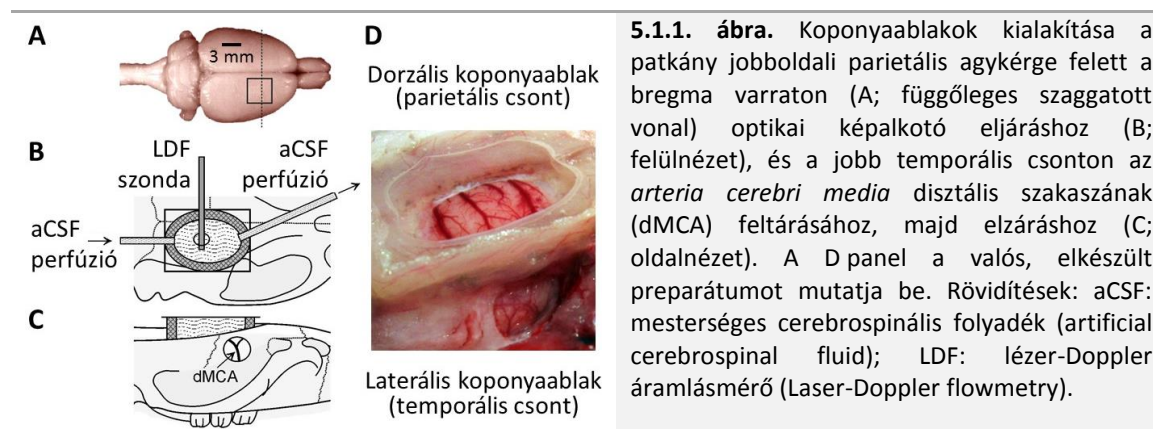 A
3 mm
D
Dorzális koponyaablak
(parietális csont)
B
LDF
szonda
aCSF
perfúzió
aCSF
perfúzió
C
dMCA
Laterális koponyaablak
(temporális csont)
5.1.1. ábra. Koponyaablakok kialakítása a
patkány jobboldali parietális agykérge felett a
bregma varraton (A; függőleges szaggatott
vonal) optikai képalkotó eljáráshoz (B;
felülnézet), és a jobb temporális csonton az
arteria cerebri media disztális szakaszának
(dMCA) feltárásához, majd elzáráshoz (C;
oldalnézet). A D panel a valós, elkészült
preparátumot mutatja be. Rövidítések: aCSF:
mesterséges cerebrospinális folyadék (artificial
cerebrospinal fluid); LDF: lézer-Doppler
áramlásmérő (Laser-Doppler flowmetry).